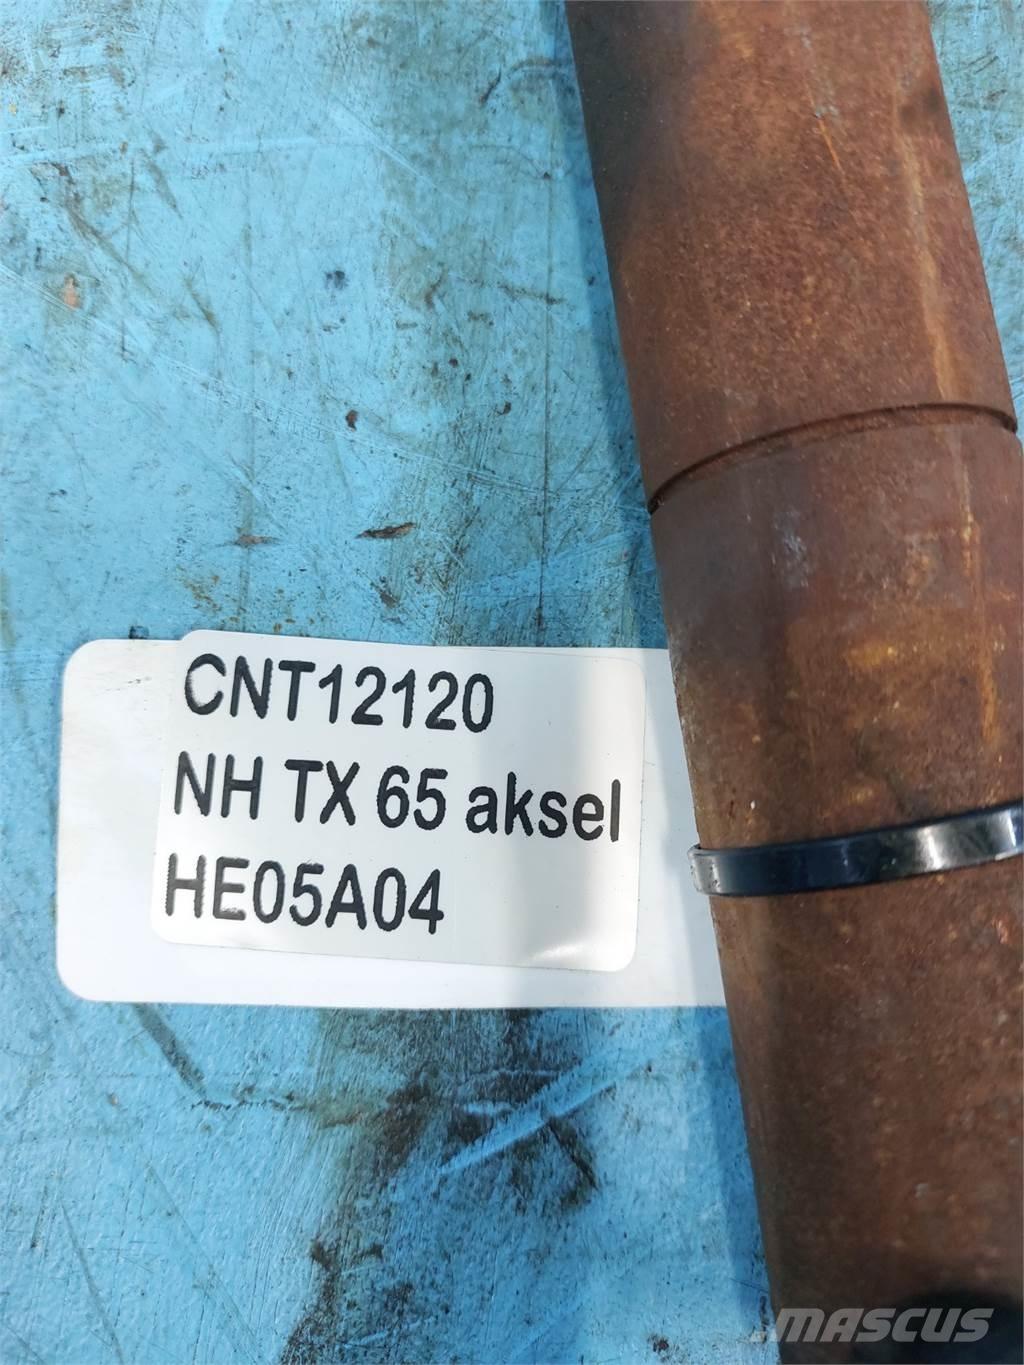 CNT12120
NH TX 65 aksel
HE05A04
MASCUS